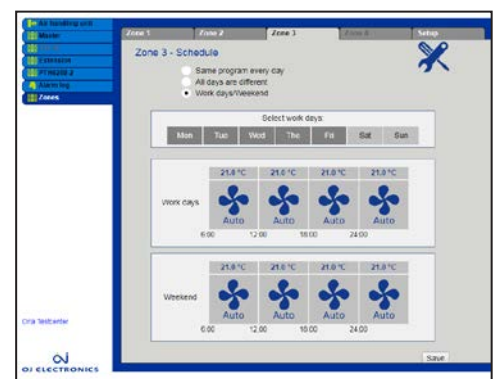 Air handling unit
Master
Extractor
PTH6202-2
Alarm log
Zones
Zone 1
Zone 2
Zone 3
Zone 4
Setup
Zone 3 - Schedule
Same program every day
All days are different
Work days/Weekend
Select work days:
Mon Tue Wed Thu Fri Sat Sun
21.0 °C 21.0 °C 21.0 °C 21.0 °C
Work days
Auto Auto Auto Auto
6:00 12:00 18:00 24:00
21.0 °C 21.0 °C 21.0 °C 21.0 °C
Weekend
Auto Auto Auto Auto
6:00 12:00 18:00 24:00
Save
OJ ELECTRONICS